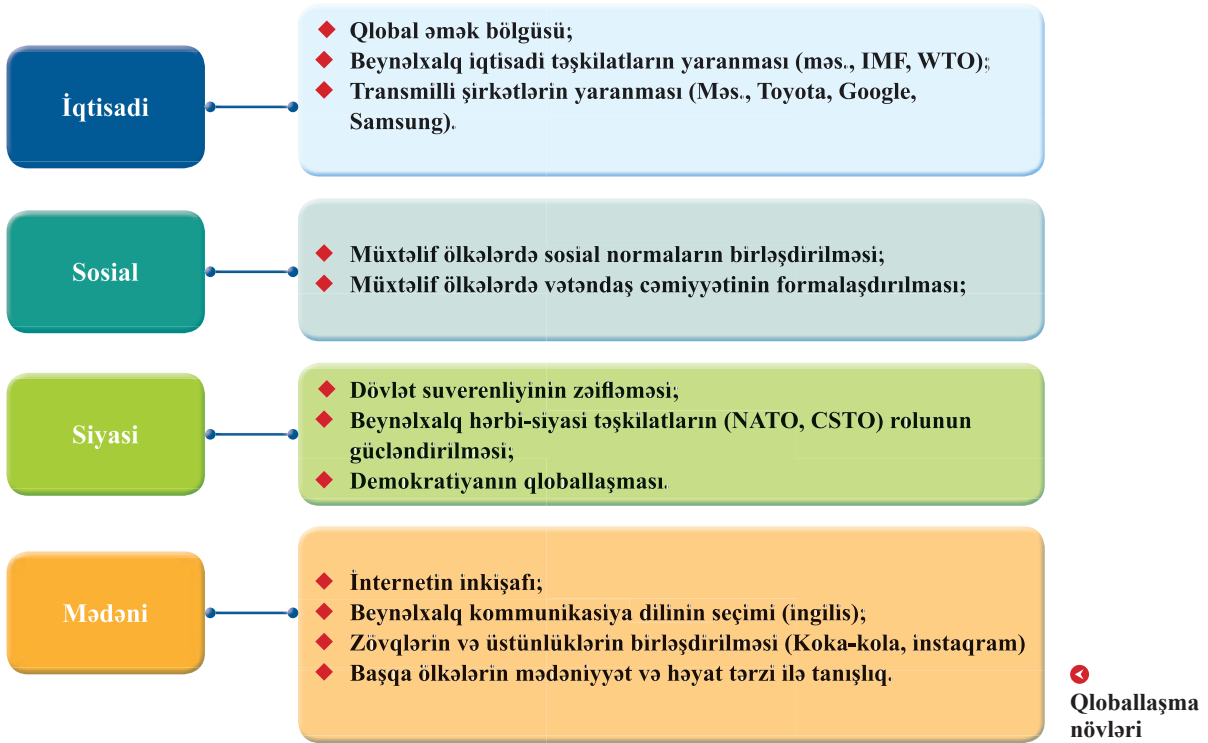 İqtisadi
Qlobal əmək bölgüsü;
Beynəlxalq iqtisadi təşkilatların yaranması (məs., IMF, WTO);
Transmilli şirkətlərin yaranması (Məs., Toyota, Google,
Samsung).
Sosial
Müxtəlif ölkələrdə sosial normaların birləşdirilməsi;
Müxtəlif ölkələrdə vətəndaş cəmiyyətinin formalaşdırılması;
Siyasi
Dövlət suverenliyinin zəifləməsi;
Beynəlxalq hərbi-siyasi təşkilatların (NATO, CSTO) rolunun
gücləndirilməsi;
Demokratiyanın qloballaşması.
Mədəni
İnternetin inkişafı;
Beynəlxalq kommunikasiya dilinin seçimi (ingilis);
Zövqlərin və üstünlüklərin birləşdirilməsi (Koka-kola, instaqram)
Başqa ölkələrin mədəniyyət və həyat tərzi ilə tanışlıq.
Qloballaşma
növləri